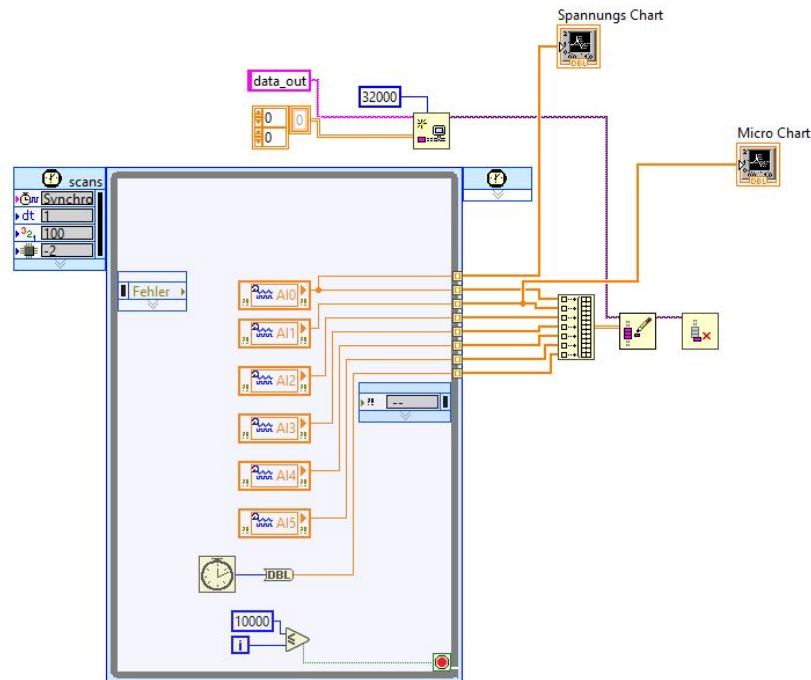 Spannungs Chart
DBL
data_out
32000
0
0
0
Micro Chart
DBL
scans
Synchro
dt 1
100
-2
Fehler
AI0
AI1
AI2
--
AI3
AI4
AI5
DBL
10000
i